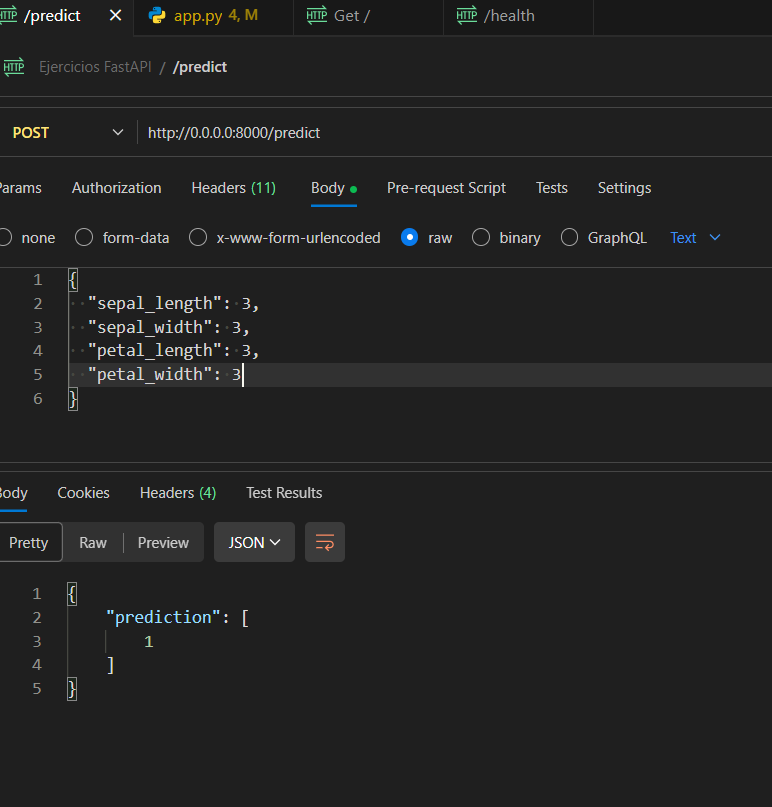 HTTP /predict × app.py 4, M HTTP Get / HTTP /health
HTTP Ejercicios FastAPI / /predict
POST http://0.0.0.0:8000/predict
Params Authorization Headers (11) Body Pre-request Script Tests Settings
none form-data x-www-form-urlencoded raw binary GraphQL Text
1 {
2 "sepal_length": 3,
3 "sepal_width": 3,
4 "petal_length": 3,
5 "petal_width": 3
6 }
Body Cookies Headers (4) Test Results
Pretty Raw Preview JSON
1 {
2 "prediction": [
3 1
4 ]
5 }